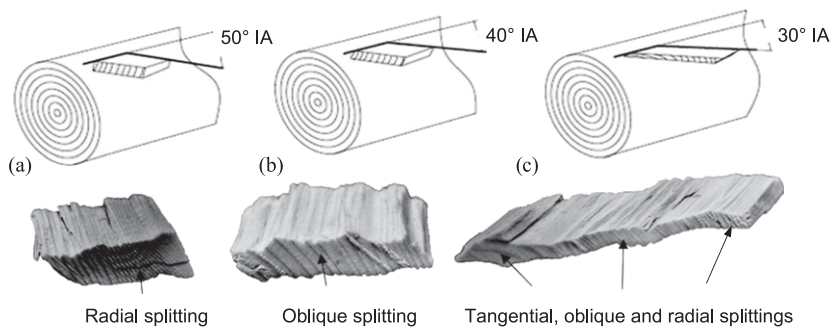 50° IA
40° IA
30° IA
(a)
(b)
(c)
Radial splitting
Oblique splitting
Tangential, oblique and radial splittings